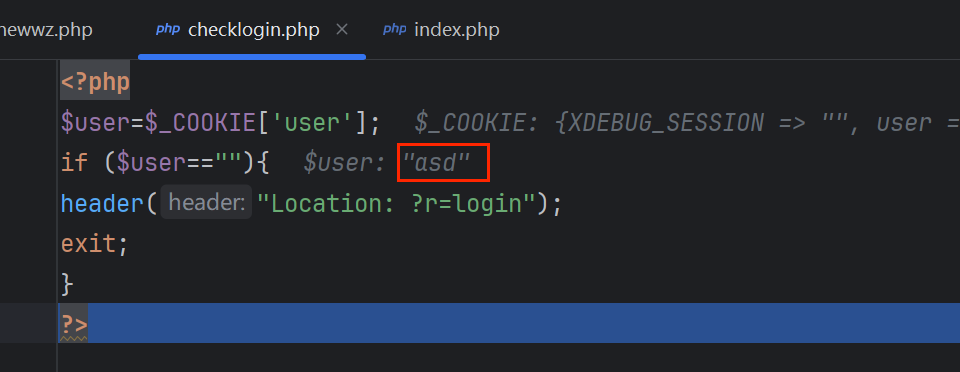 newwz.php php checklogin.php × php index.php
<?php
$user=$_COOKIE['user']; $_COOKIE: {XDEBUG_SESSION => "", user =
if ($user==""){ $user: "asd"
header( header: "Location: ?r=login");
exit;
}
?>